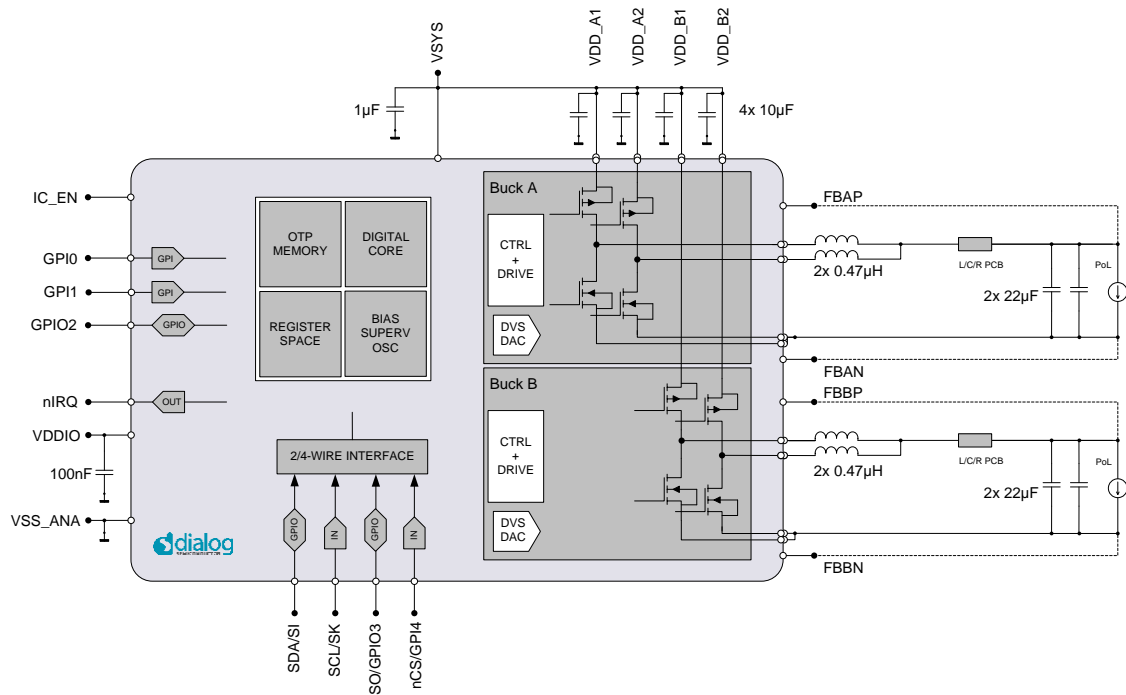 VSYS
VDD_A1
VDD_A2
VDD_B1
VDD_B2
1µF
4x 10µF
IC_EN
GPI0
GPI
GPI1
GPI
GPIO2
GPIO
nIRQ
OUT
VDDIO
100nF
VSS_ANA
OTP
MEMORY
DIGITAL
CORE
REGISTER
SPACE
BIAS
SUPERV
OSC
2/4-WIRE INTERFACE
GPIO
IN
GPIO
IN
SDA/SI
SCL/SK
SO/GPIO3
nCS/GPI4
dialog
SEMICONDUCTOR
Buck A
CTRL
+
DRIVE
DVS
DAC
FBAP
2x 0.47µH
L/C/R PCB
2x 22µF
PoL
FBAN
Buck B
CTRL
+
DRIVE
DVS
DAC
FBBP
2x 0.47µH
L/C/R PCB
2x 22µF
PoL
FBBN